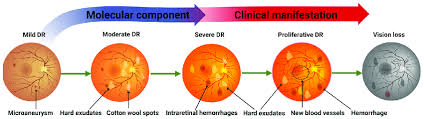 Molecular component
Clinical manifestation
Mild DR
Moderate DR
Severe DR
Proliferative DR
Vision loss
Microaneurysm
Hard exudates
Cotton wool spots
Intraretinal hemorrhages
Hard exudates
New blood vessels
Hemorrhage